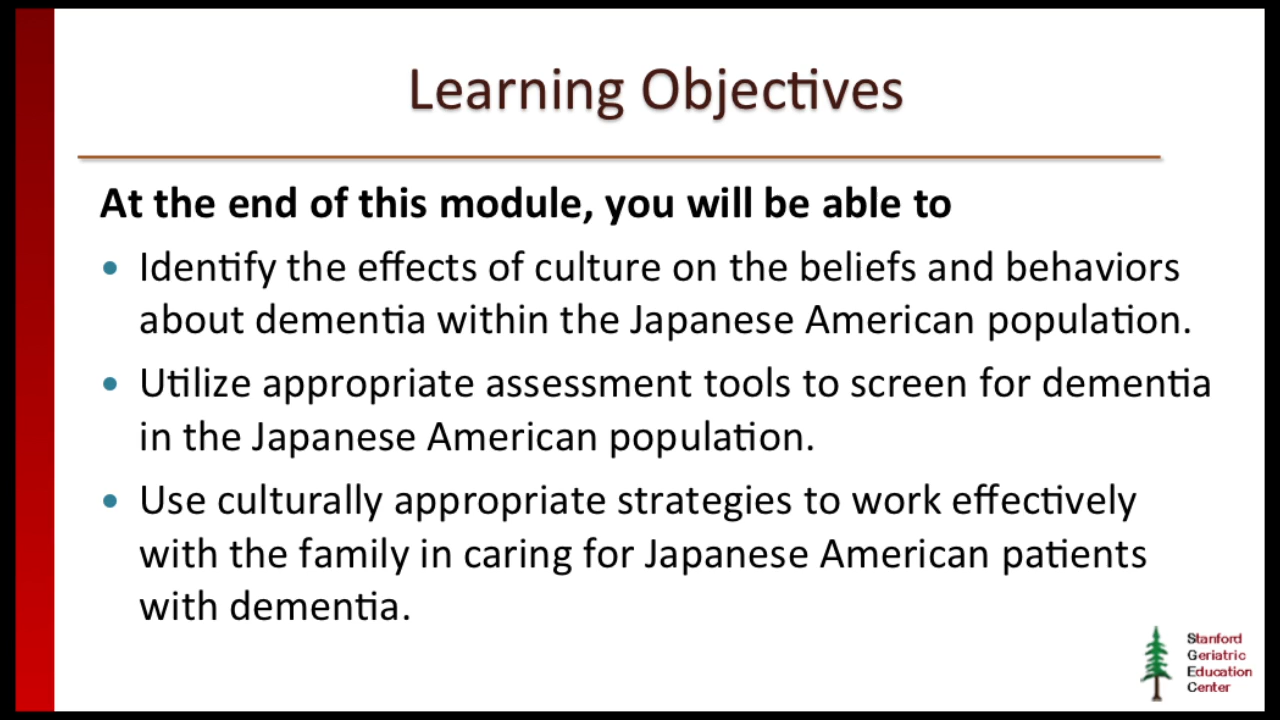 Learning Objectives
At the end of this module, you will be able to
• Identify the effects of culture on the beliefs and behaviors
about dementia within the Japanese American population.
• Utilize appropriate assessment tools to screen for dementia
in the Japanese American population.
• Use culturally appropriate strategies to work effectively
with the family in caring for Japanese American patients
with dementia.
Stanford
Geriatric
Education
Center